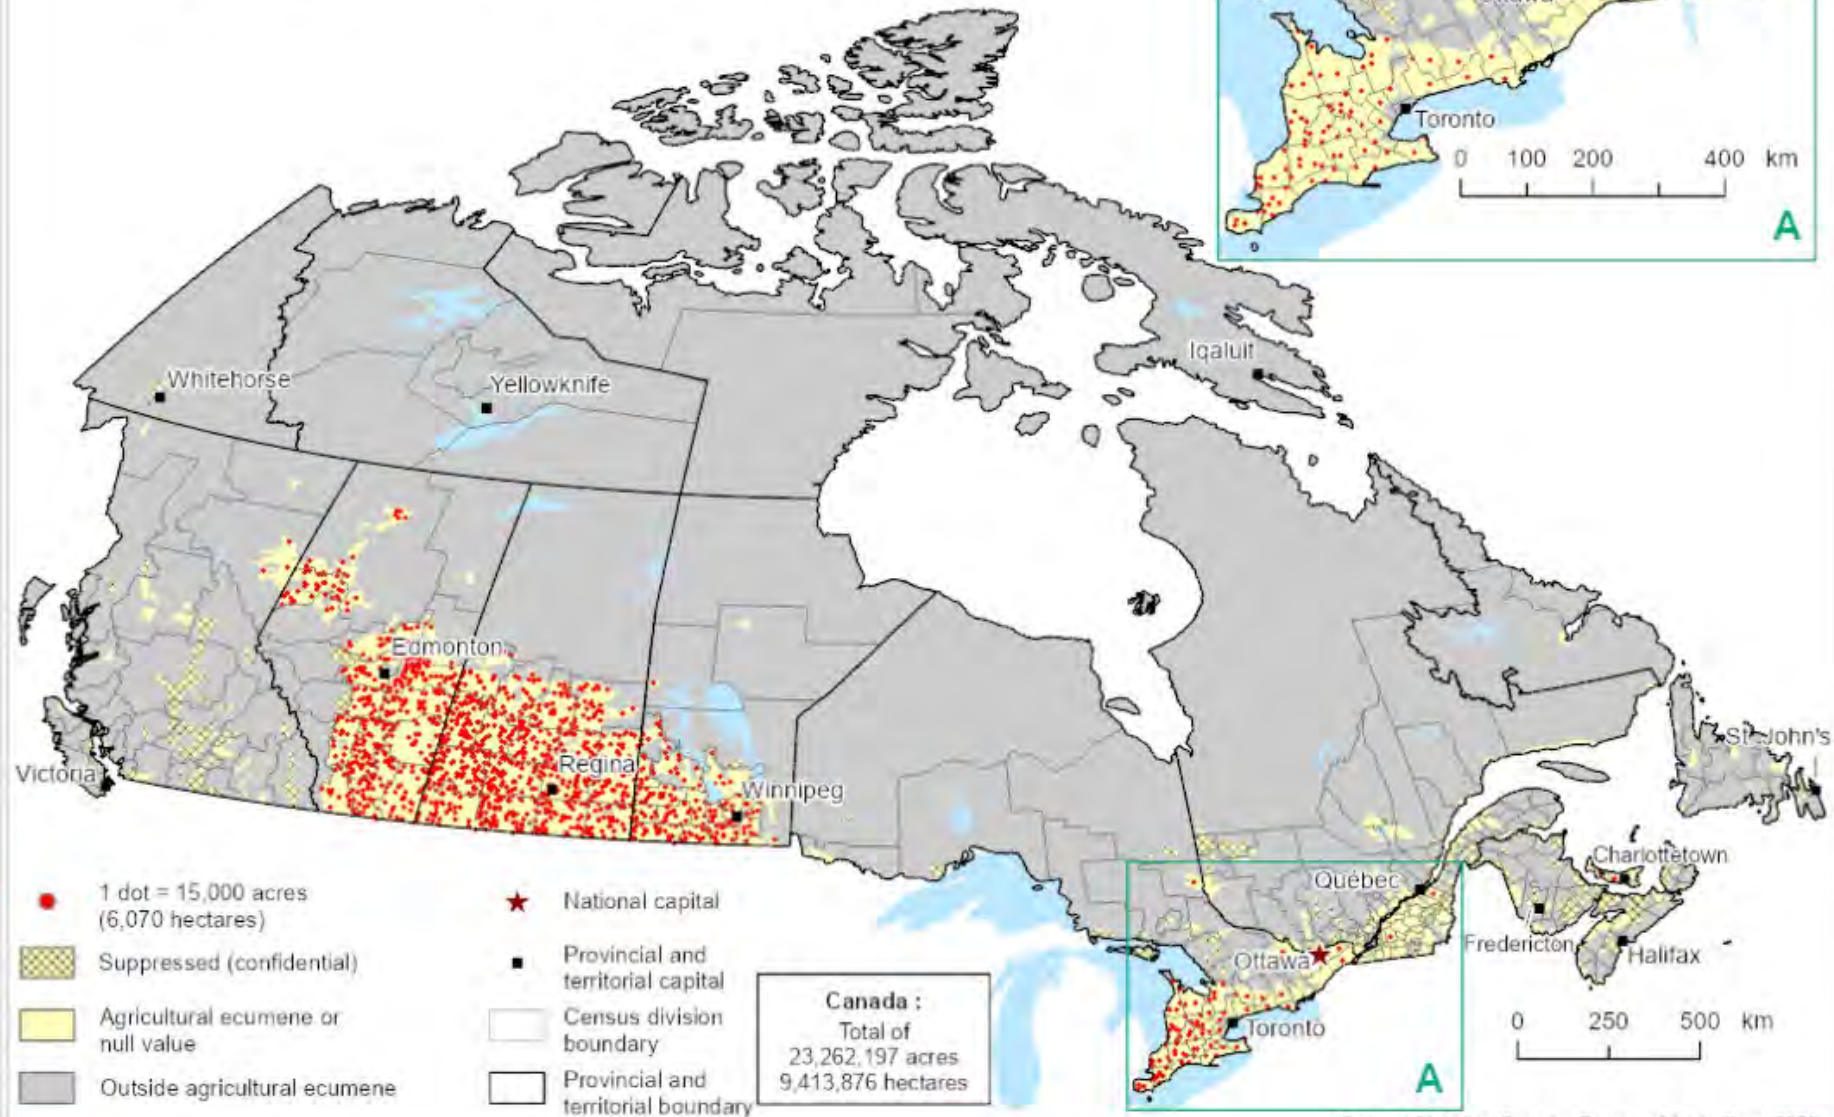 Toronto
0 100 200 400 km
A
Iqaluit
Whitehorse
Yellowknife
Edmonton
Regina
Winnipeg
Victoria
St. John's
Charlottetown
Québec
Fredericton
Halifax
Ottawa
Toronto
A
0 250 500 km
1 dot = 15,000 acres
(6,070 hectares)
Suppressed (confidential)
Agricultural ecumene or
null value
Outside agricultural ecumene
National capital
Provincial and
territorial capital
Census division
boundary
Provincial and
territorial boundary
Canada :
Total of
23,262,197 acres
9,413,876 hectares